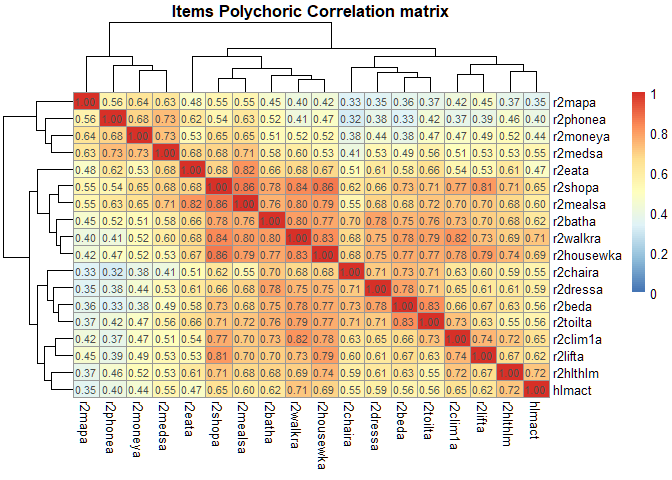 Items Polychoric Correlation matrix
1.00 0.56 0.64 0.63 0.48 0.55 0.55 0.45 0.40 0.42 0.33 0.35 0.36 0.37 0.42 0.45 0.37 0.35 r2mapa
0.56 1.00 0.68 0.73 0.62 0.54 0.63 0.52 0.41 0.47 0.32 0.38 0.33 0.42 0.37 0.39 0.46 0.40 r2phonea
0.64 0.68 1.00 0.73 0.53 0.65 0.65 0.51 0.52 0.52 0.38 0.44 0.38 0.47 0.47 0.49 0.52 0.44 r2moneya
0.63 0.73 0.73 1.00 0.68 0.68 0.71 0.58 0.60 0.53 0.41 0.53 0.49 0.56 0.51 0.53 0.53 0.55 r2medsa
0.48 0.62 0.53 0.68 1.00 0.68 0.82 0.66 0.68 0.67 0.51 0.61 0.58 0.66 0.54 0.53 0.61 0.47 r2eata
0.55 0.54 0.65 0.68 0.68 1.00 0.86 0.78 0.84 0.86 0.62 0.66 0.73 0.71 0.77 0.81 0.71 0.65 r2shopa
0.55 0.63 0.65 0.71 0.82 0.86 1.00 0.76 0.80 0.79 0.55 0.68 0.68 0.72 0.70 0.70 0.68 0.60 r2mealsa
0.45 0.52 0.51 0.58 0.66 0.78 0.76 1.00 0.80 0.77 0.70 0.78 0.75 0.76 0.73 0.70 0.68 0.62 r2batha
0.40 0.41 0.52 0.60 0.68 0.84 0.80 0.80 1.00 0.83 0.68 0.75 0.78 0.79 0.82 0.73 0.69 0.71 r2walkra
0.42 0.47 0.52 0.53 0.67 0.86 0.79 0.77 0.83 1.00 0.68 0.75 0.77 0.77 0.78 0.79 0.74 0.69 r2housewka
0.33 0.32 0.38 0.41 0.51 0.62 0.55 0.70 0.68 0.68 1.00 0.71 0.73 0.71 0.63 0.60 0.59 0.55 r2chaira
0.35 0.38 0.44 0.53 0.61 0.66 0.68 0.78 0.75 0.75 0.71 1.00 0.78 0.71 0.65 0.61 0.61 0.59 r2dressa
0.36 0.33 0.38 0.49 0.58 0.73 0.68 0.75 0.78 0.77 0.73 0.78 1.00 0.83 0.66 0.67 0.63 0.56 r2beda
0.37 0.42 0.47 0.56 0.66 0.71 0.72 0.76 0.79 0.77 0.71 0.71 0.83 1.00 0.73 0.63 0.55 0.56 r2toilta
0.42 0.37 0.47 0.51 0.54 0.77 0.70 0.73 0.82 0.78 0.63 0.65 0.66 0.73 1.00 0.74 0.72 0.65 r2clim1a
0.45 0.39 0.49 0.53 0.53 0.81 0.70 0.70 0.73 0.79 0.60 0.61 0.67 0.63 0.74 1.00 0.67 0.62 r2lifta
0.37 0.46 0.52 0.53 0.61 0.71 0.68 0.68 0.69 0.74 0.59 0.61 0.63 0.55 0.72 0.67 1.00 0.72 r2hlthlm
0.35 0.40 0.44 0.55 0.47 0.65 0.60 0.62 0.71 0.69 0.55 0.59 0.56 0.56 0.65 0.62 0.72 1.00 hlmact
r2mapa r2phonea r2moneya r2medsa r2eata r2shopa r2mealsa r2batha r2walkra r2housewka r2chaira r2dressa r2beda r2toilta r2clim1a r2lifta r2hlthlm hlmact
1
0.8
0.6
0.4
0.2
0